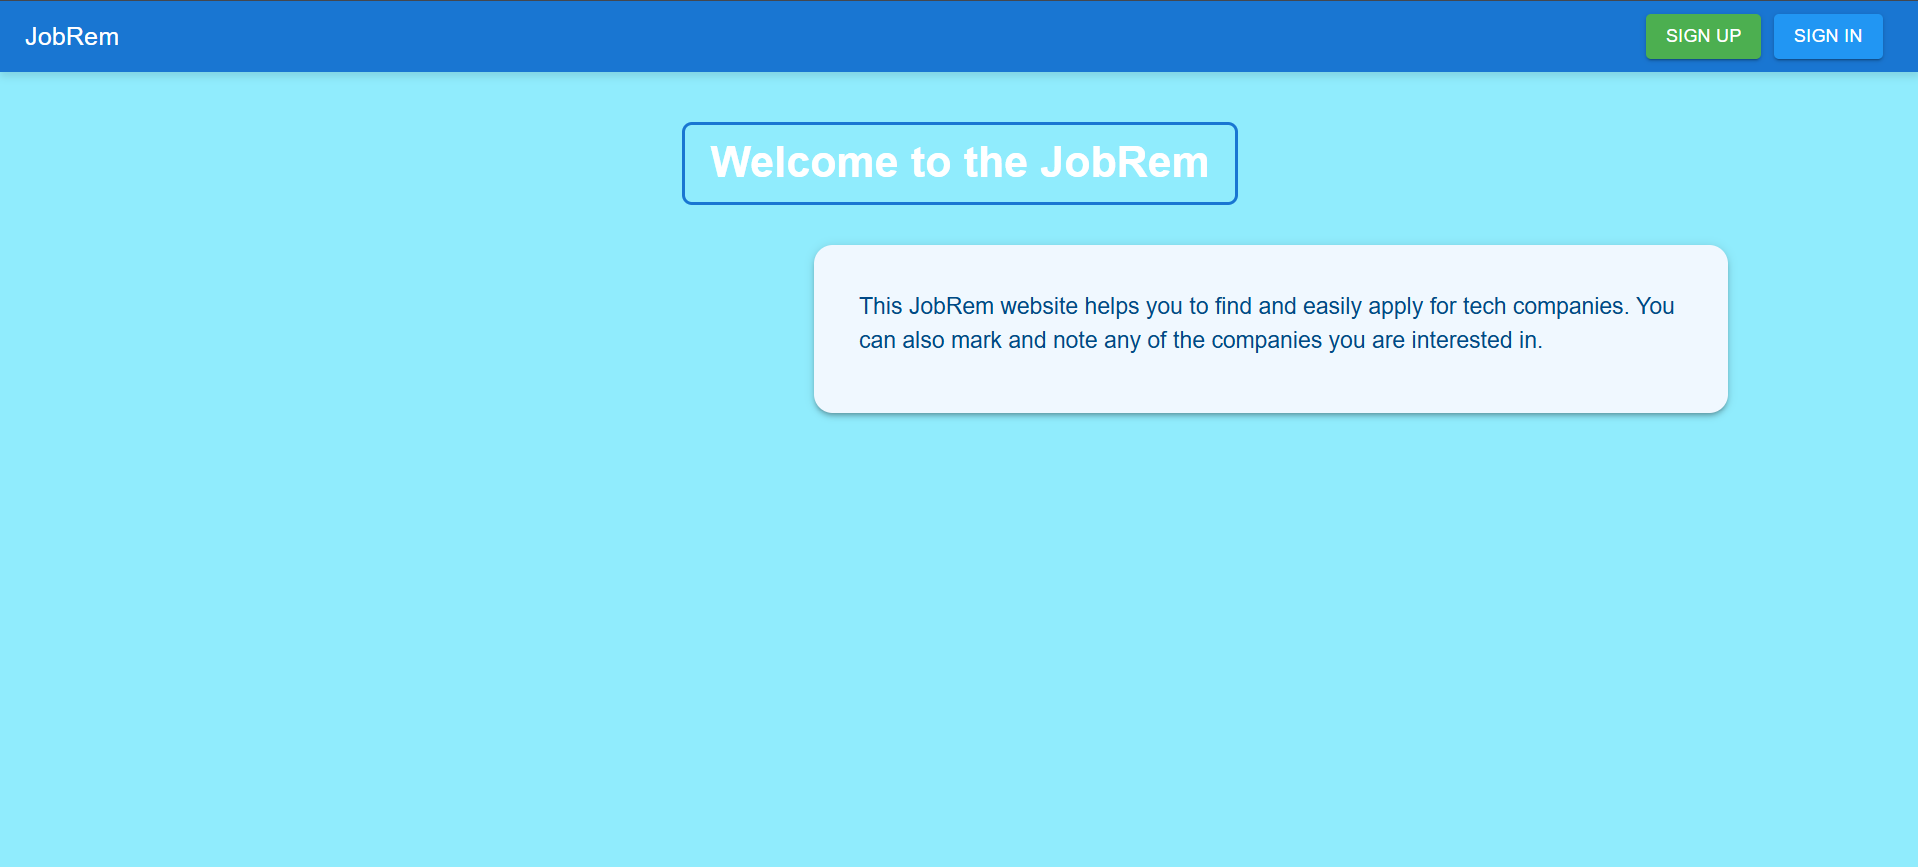 JobRem
SIGN UP
SIGN IN
Welcome to the JobRem
This JobRem website helps you to find and easily apply for tech companies. You
can also mark and note any of the companies you are interested in.